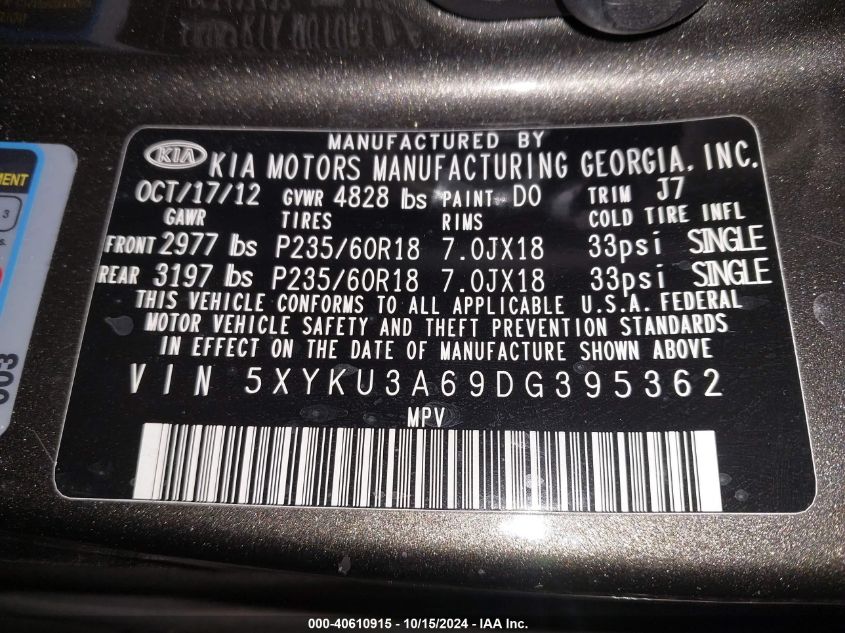 MANUFACTURED BY
KIA KIA MOTORS MANUFACTURING GEORGIA, INC.
OCT/17/12 GVWR 4828 lbs PAINT DO TRIM J7
GAWR TIRES RIMS COLD TIRE INFL
FRONT 2977 lbs P235/60R18 7.0JX18 33psi SINGLE
REAR 3197 lbs P235/60R18 7.0JX18 33psi SINGLE
THIS VEHICLE CONFORMS TO ALL APPLICABLE U.S.A. FEDERAL
MOTOR VEHICLE SAFETY AND THEFT PREVENTION STANDARDS
IN EFFECT ON THE DATE OF MANUFACTURE SHOWN ABOVE
VIN 5XYKU3A69DG395362
MPV
003
000-40610915 - 10/15/2024 - IAA Inc.